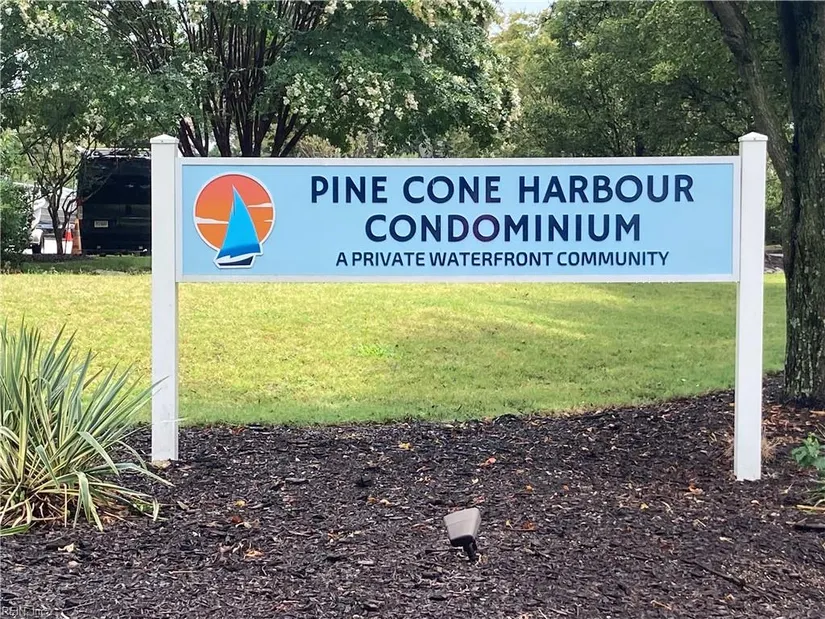 PINE CONE HARBOUR
CONDOMINIUM
A PRIVATE WATERFRONT COMMUNITY